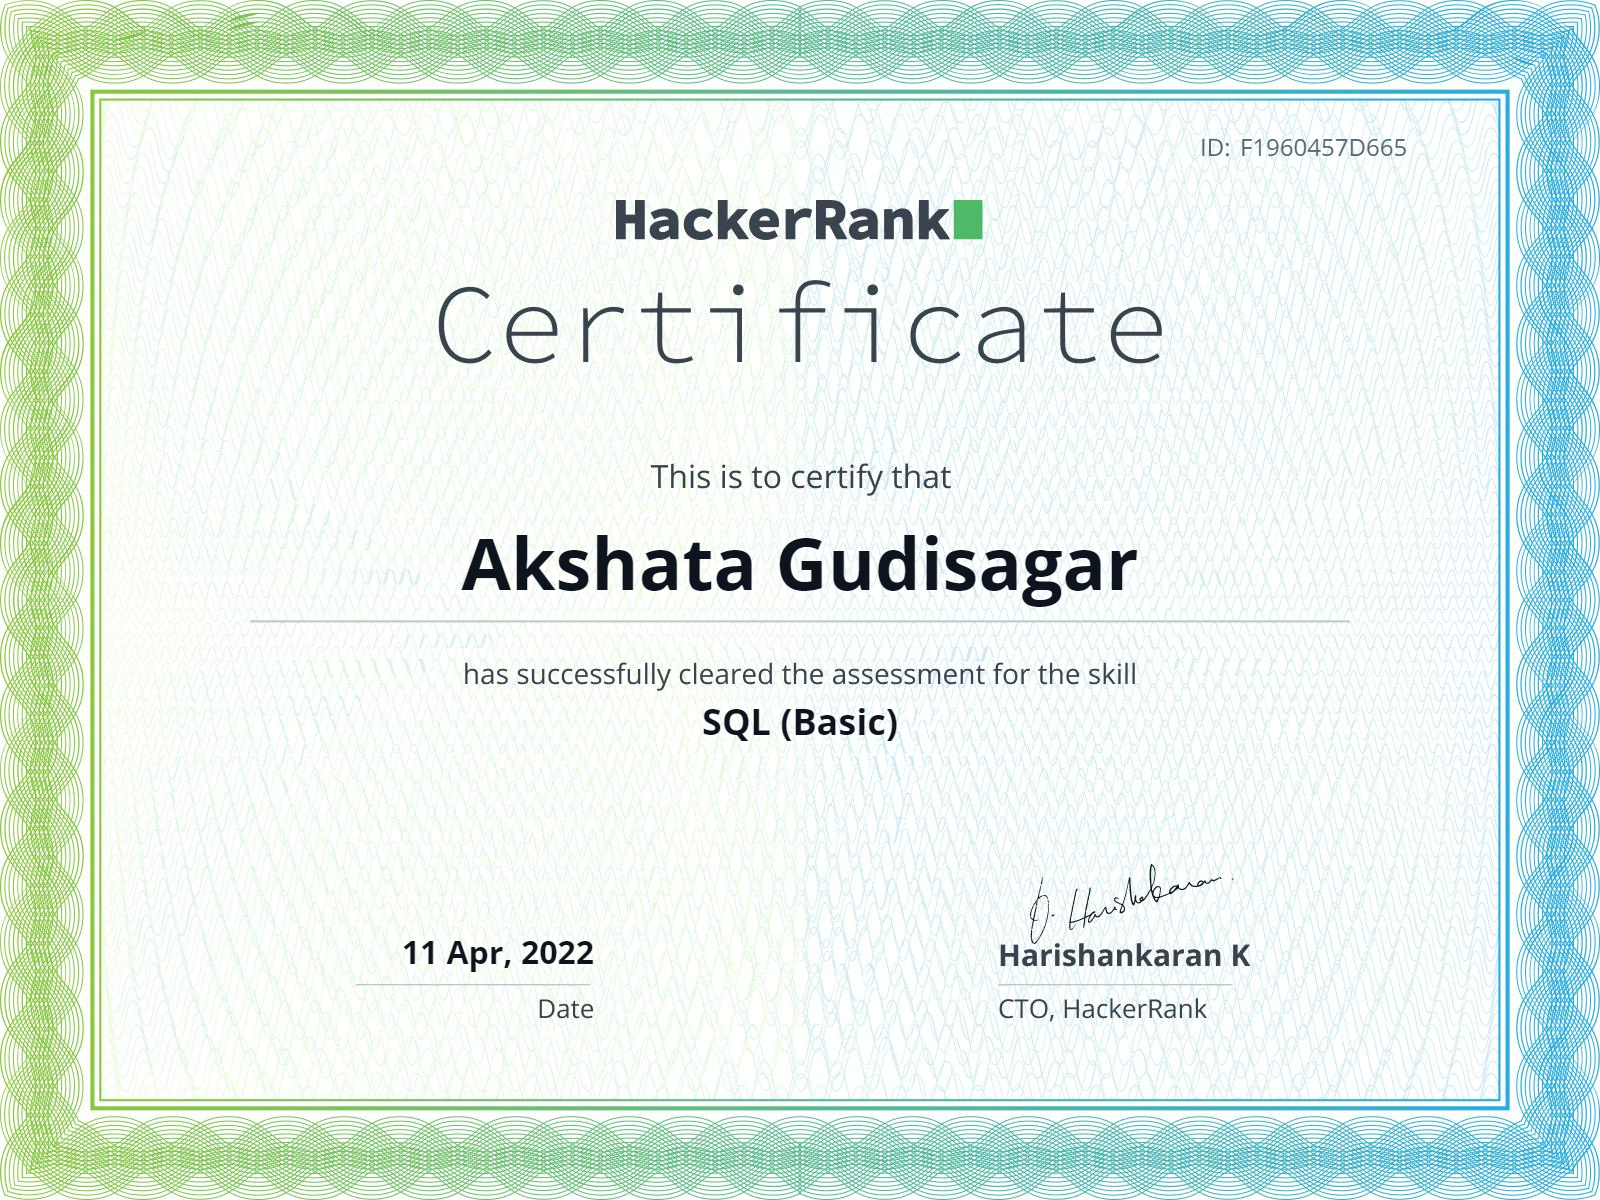 ID: F1960457D665
HackerRank
Certificate
This is to certify that
Akshata Gudisagar
has successfully cleared the assessment for the skill
SQL (Basic)
J. Harishankaran
11 Apr, 2022
Harishankaran K
Date
CTO, HackerRank